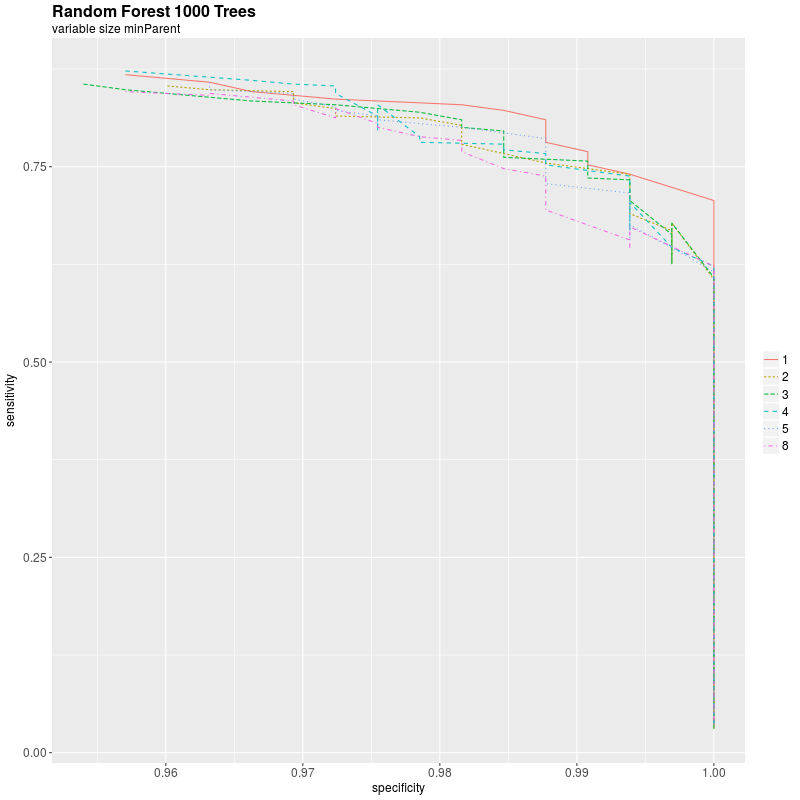 Random Forest 1000 Trees
variable size minParent
0.75
0.50
0.25
0.00
sensitivity
0.96 0.97 0.98 0.99 1.00
specificity
1
2
3
4
5
8